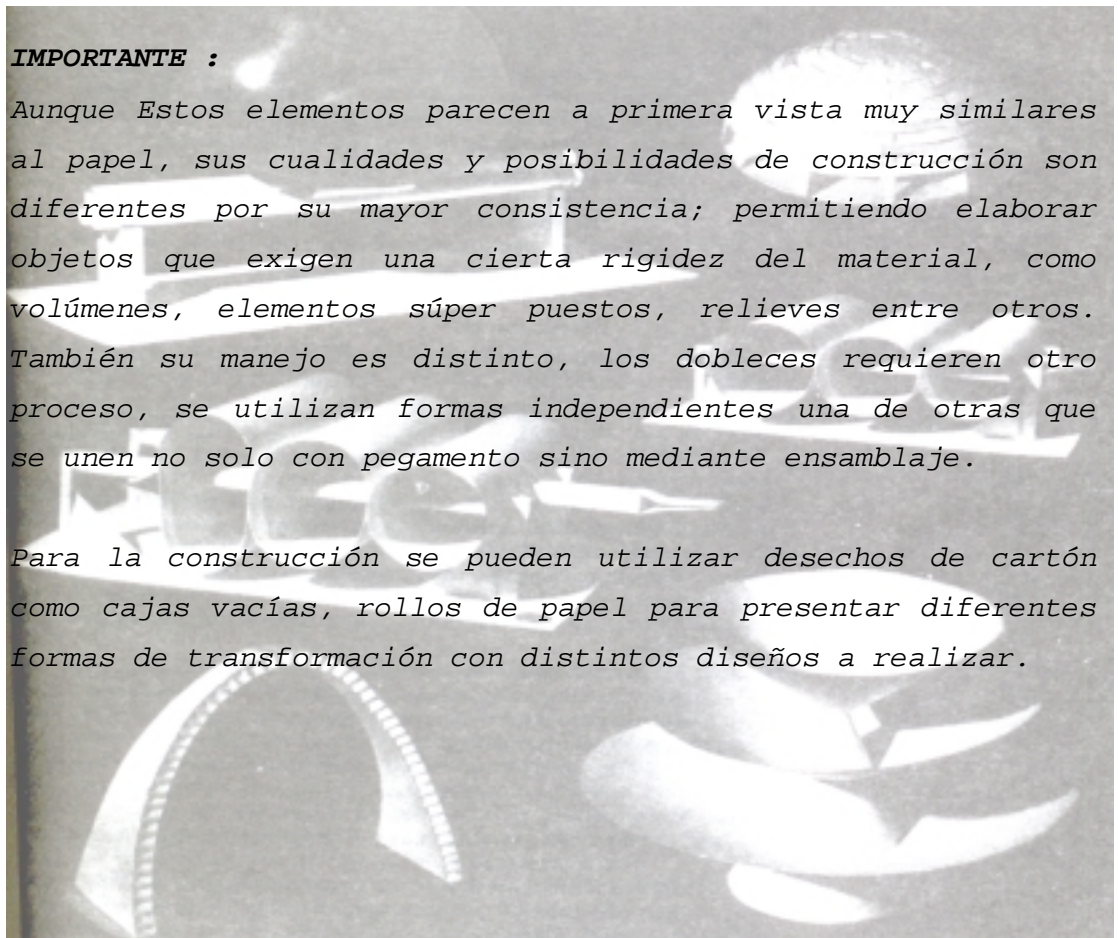 IMPORTANTE :
Aunque Estos elementos parecen a primera vista muy similares
al papel, sus cualidades y posibilidades de construcción son
diferentes por su mayor consistencia; permitiendo elaborar
objetos que exigen una cierta rigidez del material, como
volúmenes, elementos súper puestos, relieves entre otros.
También su manejo es distinto, los dobleces requieren otro
proceso, se utilizan formas independientes una de otras que
se unen no solo con pegamento sino mediante ensamblaje.
Para la construcción se pueden utilizar desechos de cartón
como cajas vacías, rollos de papel para presentar diferentes
formas de transformación con distintos diseños a realizar.